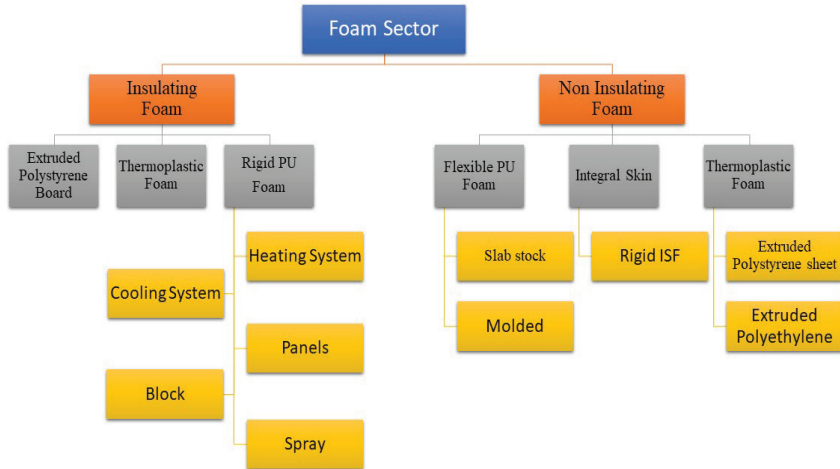 Foam Sector
Insulating
Foam
Non Insulating
Foam
Extruded
Polystyrene
Board
Thermoplastic
Foam
Rigid PU
Foam
Flexible PU
Foam
Integral Skin
Thermoplastic
Foam
Heating System
Cooling System
Panels
Block
Spray
Slab stock
Molded
Rigid ISF
Extruded
Polystyrene sheet
Extruded
Polyethylene